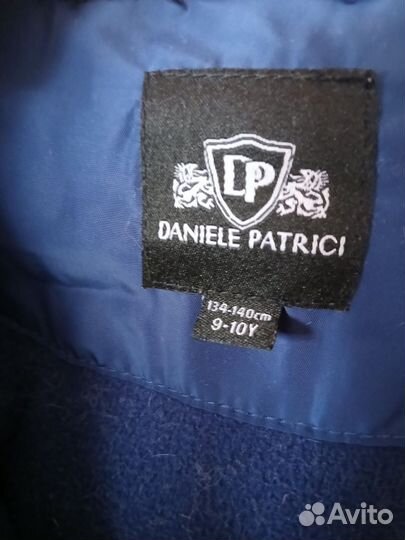 DP
DANIELE PATRICI
134-140cm
9-10Y
Avito